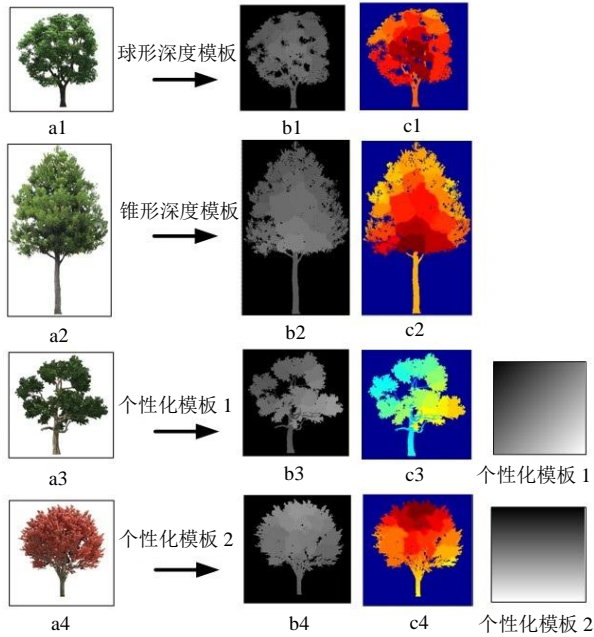 球形深度模板
a1 b1 c1
锥形深度模板
a2 b2 c2
个性化模板 1
a3 b3 c3 个性化模板 1
个性化模板 2
a4 b4 c4 个性化模板 2